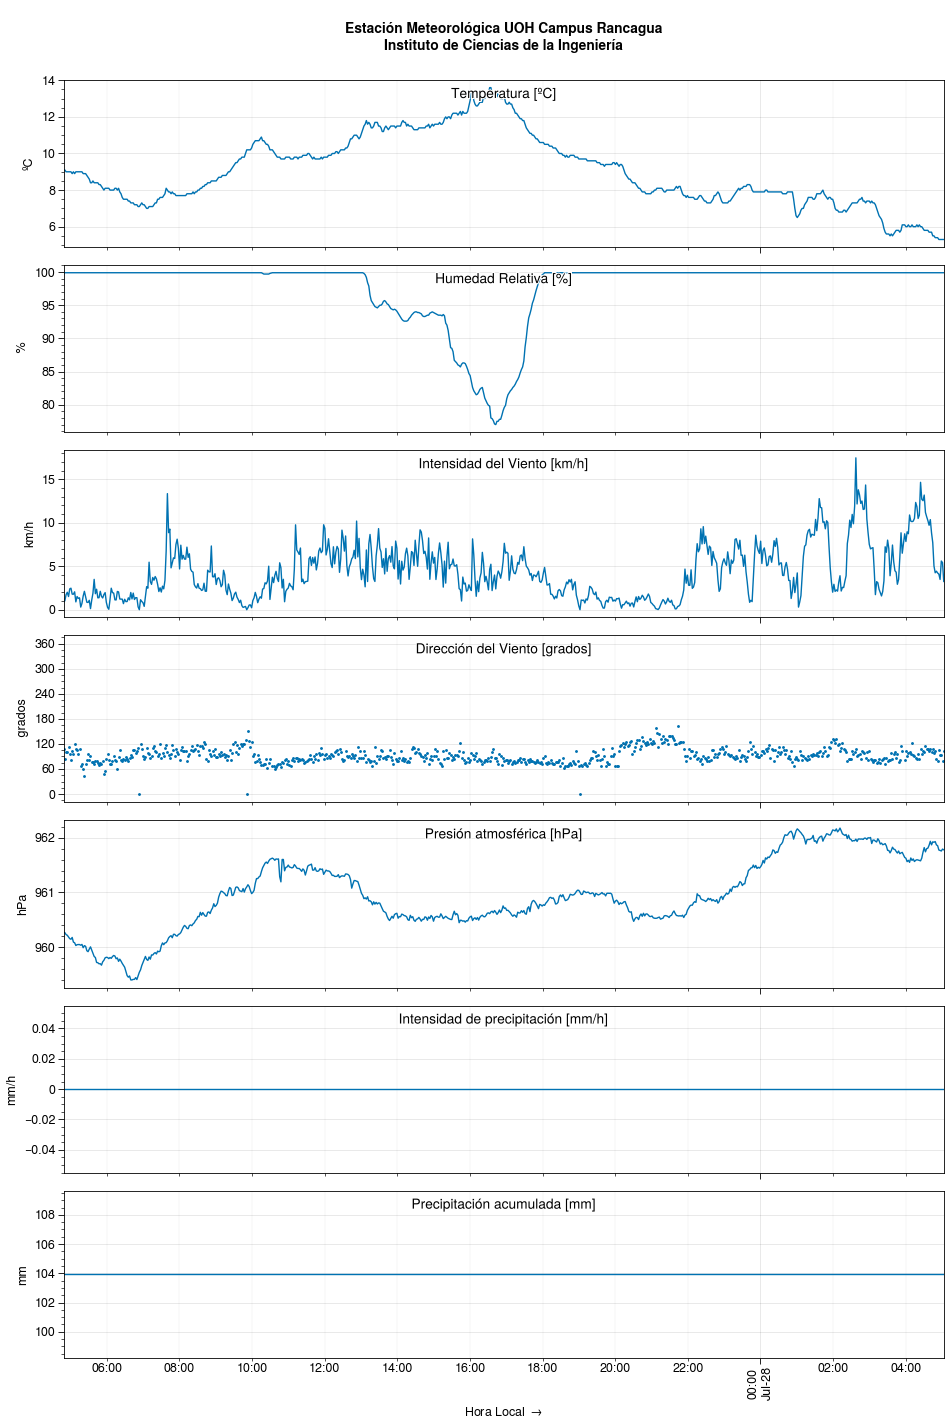 Estación Meteorológica UOH Campus Rancagua
Instituto de Ciencias de la Ingeniería
Temperatura [ºC]
ºC
14
12
10
8
6
Humedad Relativa [%]
%
100
95
90
85
80
Intensidad del Viento [km/h]
km/h
15
10
5
0
Dirección del Viento [grados]
grados
360
300
240
180
120
60
0
Presión atmosférica [hPa]
hPa
962
961
960
Intensidad de precipitación [mm/h]
mm/h
0.04
0.02
0
−0.02
−0.04
Precipitación acumulada [mm]
mm
108
106
104
102
100
06:00 08:00 10:00 12:00 14:00 16:00 18:00 20:00 22:00 00:00 02:00 04:00
Jul-28
Hora Local →